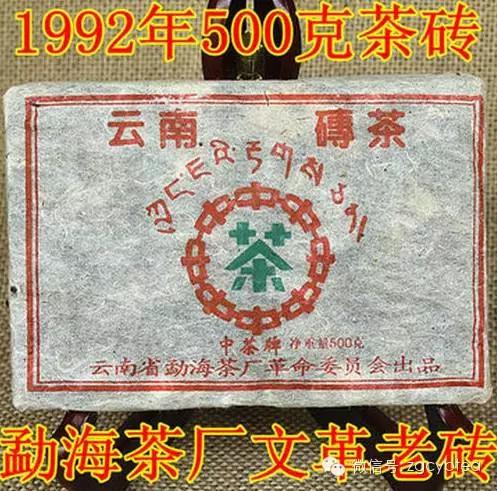 1992年500克茶砖
云南 磚茶
茶
中茶牌 净重量500克
云南省勐海茶厂革命委员会出品
勐海茶厂文革老砖
微信号: zgcyptea